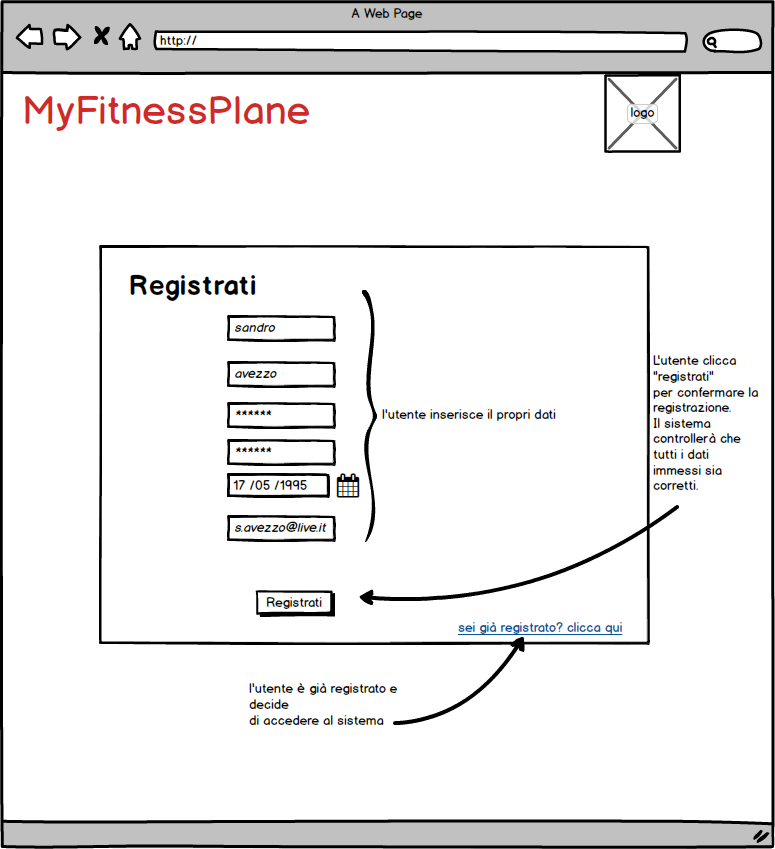 A Web Page
http://
MyFitnessPlane
logo
Registrati
sandro
avezzo
******
******
17 /05 /1995
s.avezzo@live.it
l'utente inserisce il propri dati
L'utente clicca
"registrati"
per confermare la
registrazione.
Il sistema
controllerà che
tutti i dati
immessi sia
corretti.
Registrati
sei già registrato? clicca qui
l'utente è già registrato e
decide
di accedere al sistema